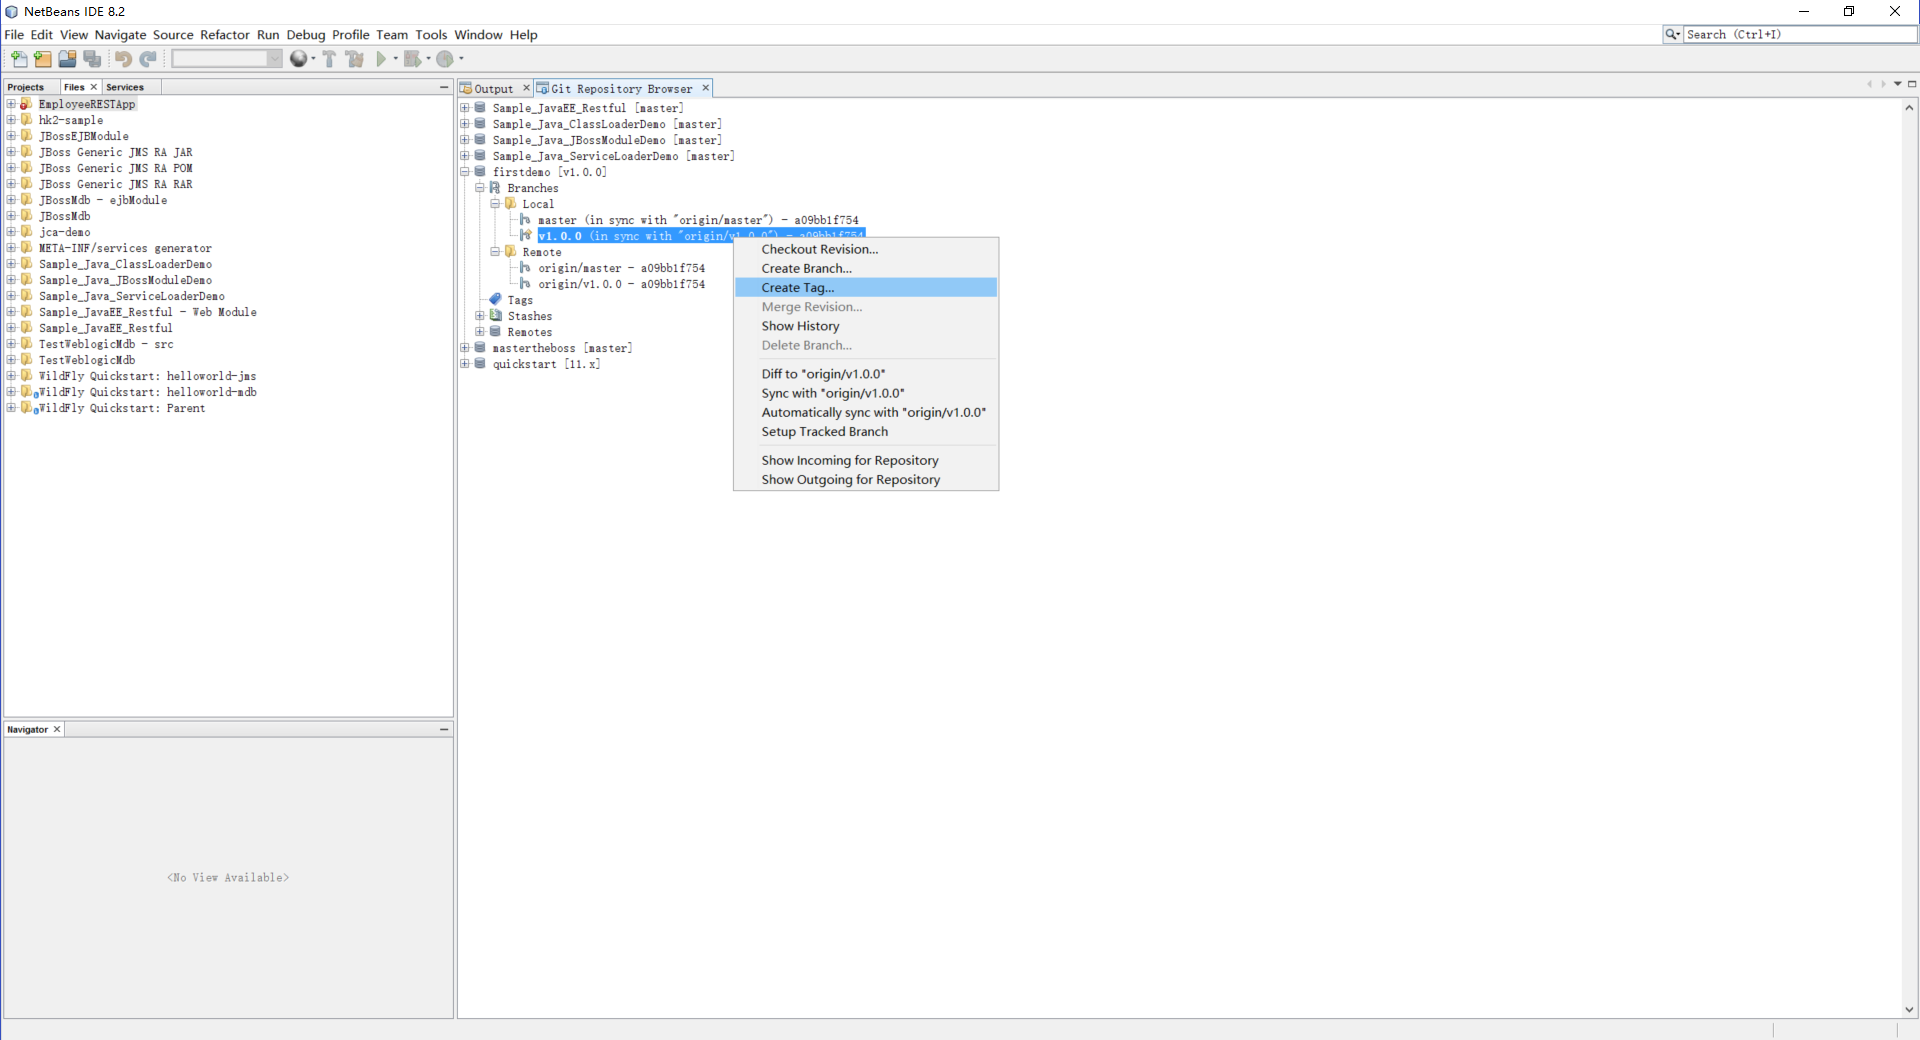 NetBeans IDE 8.2
File Edit View Navigate Source Refactor Run Debug Profile Team Tools Window Help
Search (Ctrl+I)
Projects Files Services
EmployeeRESTApp
hk2-sample
JBossEJBModule
JBoss Generic JMS RA JAR
JBoss Generic JMS RA POM
JBoss Generic JMS RA RAR
JBossMdb - ejbModule
JBossMdb
jca-demo
META-INF/services generator
Sample_Java_ClassLoaderDemo
Sample_Java_JBossModuleDemo
Sample_Java_ServiceLoaderDemo
Sample_JavaEE_Restful - Web Module
Sample_JavaEE_Restful
TestWeblogicMdb - src
TestWeblogicMdb
WildFly Quickstart: helloworld-jms
WildFly Quickstart: helloworld-mdb
WildFly Quickstart: Parent
Navigator
<No View Available>
Output Git Repository Browser
Sample_JavaEE_Restful [master]
Sample_Java_ClassLoaderDemo [master]
Sample_Java_JBossModuleDemo [master]
Sample_Java_ServiceLoaderDemo [master]
firstdemo [v1.0.0]
Branches
Local
master (in sync with "origin/master") - a09bb1f754
v1.0.0 (in sync with "origin/v1.0.0") - a09bb1f754
Remote
origin/master - a09bb1f754
origin/v1.0.0 - a09bb1f754
Tags
Stashes
Remotes
mastertheboss [master]
quickstart [11.x]
Checkout Revision...
Create Branch...
Create Tag...
Merge Revision...
Show History
Delete Branch...
Diff to "origin/v1.0.0"
Sync with "origin/v1.0.0"
Automatically sync with "origin/v1.0.0"
Setup Tracked Branch
Show Incoming for Repository
Show Outgoing for Repository